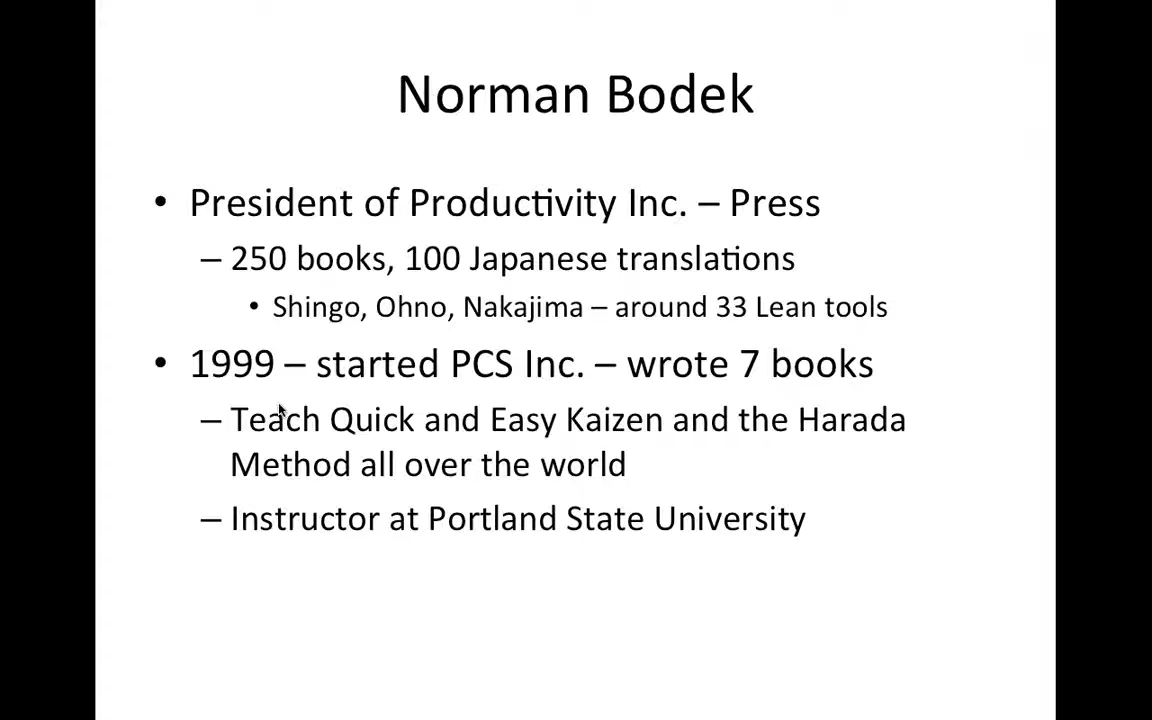 Norman Bodek
• President of Productivity Inc. – Press
– 250 books, 100 Japanese translations
• Shingo, Ohno, Nakajima – around 33 Lean tools
• 1999 – started PCS Inc. – wrote 7 books
– Teach Quick and Easy Kaizen and the Harada
Method all over the world
– Instructor at Portland State University